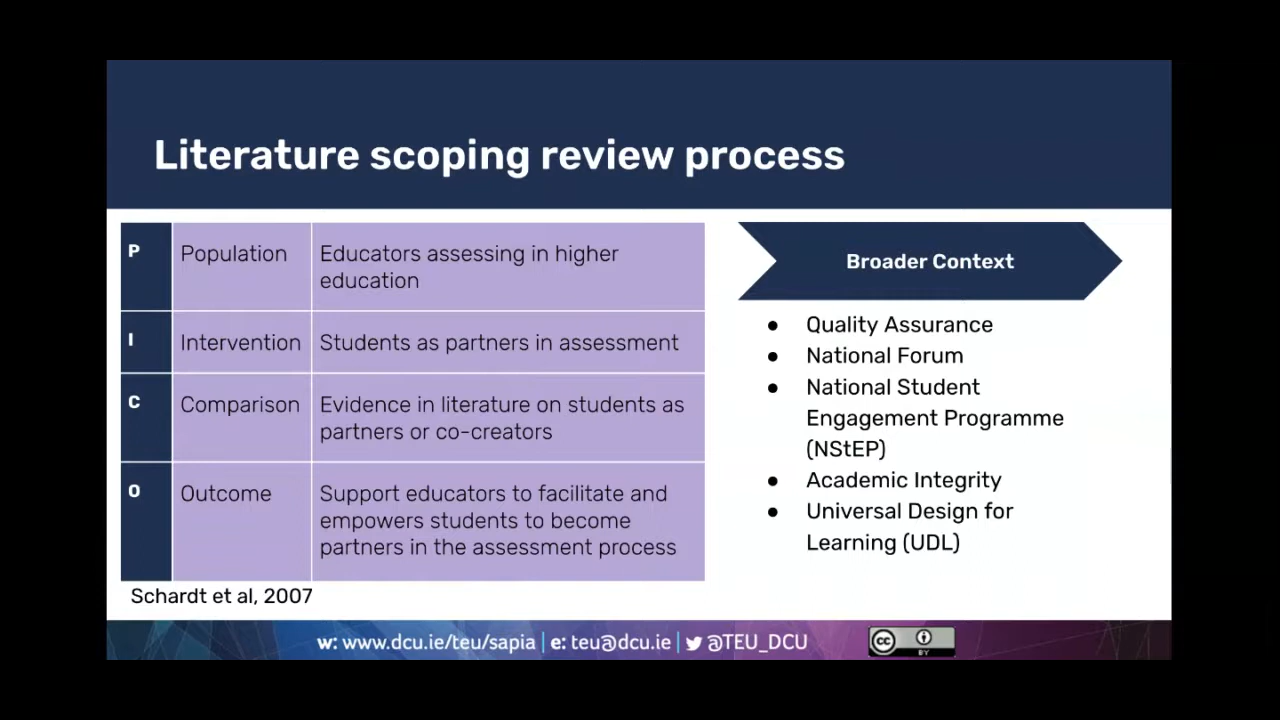 Literature scoping review process
P
Population
Educators assessing in higher
education
I
Intervention
Students as partners in assessment
C
Comparison
Evidence in literature on students as
partners or co-creators
O
Outcome
Support educators to facilitate and
empowers students to become
partners in the assessment process
Schardt et al, 2007
Broader Context
● Quality Assurance
● National Forum
● National Student
Engagement Programme
(NStEP)
● Academic Integrity
● Universal Design for
Learning (UDL)
w: www.dcu.ie/teu/sapia | e: teu@dcu.ie | @TEU_DCU
cc
BY